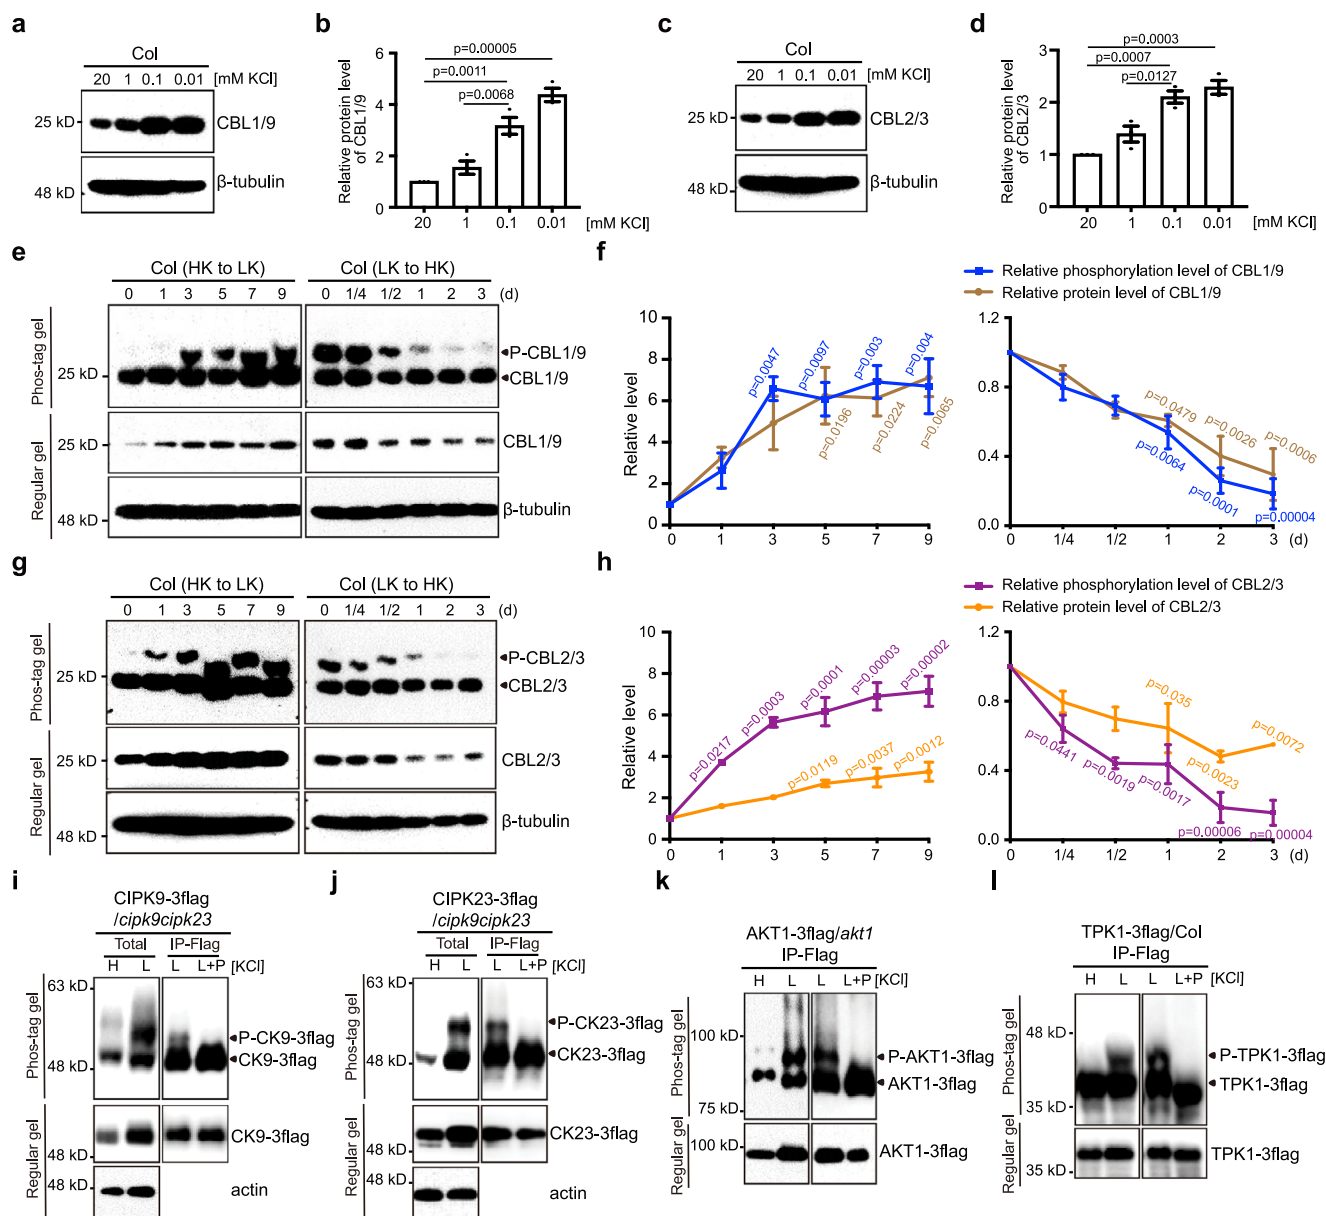 a
Col
20 1 0.1 0.01 [mM KCl]
25 kD
CBL1/9
48 kD
β-tubulin
b
Relative protein level
of CBL1/9
6
4
2
0
p=0.00005
p=0.0011
p=0.0068
20 1 0.1 0.01 [mM KCl]
c
Col
20 1 0.1 0.01 [mM KCl]
25 kD
CBL2/3
48 kD
β-tubulin
d
Relative protein level
of CBL2/3
3
2
1
0
p=0.0003
p=0.0007
p=0.0127
20 1 0.1 0.01 [mM KCl]
e
Col (HK to LK) Col (LK to HK)
0 1 3 5 7 9 0 1/4 1/2 1 2 3 (d)
Phos-tag gel
25 kD
P-CBL1/9
CBL1/9
Regular gel
25 kD
CBL1/9
48 kD
β-tubulin
f
Relative phosphorylation level of CBL1/9
Relative protein level of CBL1/9
Relative level
10
8
6
4
2
0
p=0.0047
p=0.0097
p=0.003
p=0.004
p=0.0196
p=0.0224
p=0.0065
0 1 3 5 7 9
1.2
0.8
0.4
0.0
p=0.0479
p=0.0026
p=0.0006
p=0.0064
p=0.0001
p=0.00004
0 1/4 1/2 1 2 3 (d)
g
Col (HK to LK) Col (LK to HK)
0 1 3 5 7 9 0 1/4 1/2 1 2 3 (d)
Phos-tag gel
25 kD
P-CBL2/3
CBL2/3
Regular gel
25 kD
CBL2/3
48 kD
β-tubulin
h
Relative phosphorylation level of CBL2/3
Relative protein level of CBL2/3
Relative level
10
8
6
4
2
0
p=0.0217
p=0.0003
p=0.0001
p=0.00003
p=0.00002
p=0.0119
p=0.0037
p=0.0012
0 1 3 5 7 9
1.2
0.8
0.4
0.0
p=0.035
p=0.0072
p=0.0023
p=0.0441
p=0.0019
p=0.0017
p=0.00006
p=0.00004
0 1/4 1/2 1 2 3 (d)
i
CIPK9-3flag
/cipk9cipk23
Total IP-Flag
H L L L+P [KCl]
Phos-tag gel
63 kD
48 kD
P-CK9-3flag
CK9-3flag
Regular gel
48 kD
CK9-3flag
48 kD
actin
j
CIPK23-3flag
/cipk9cipk23
Total IP-Flag
H L L L+P [KCl]
Phos-tag gel
63 kD
48 kD
P-CK23-3flag
CK23-3flag
Regular gel
48 kD
CK23-3flag
48 kD
actin
k
AKT1-3flag/akt1
IP-Flag
H L L L+P [KCl]
Phos-tag gel
100 kD
75 kD
P-AKT1-3flag
AKT1-3flag
Regular gel
100 kD
AKT1-3flag
l
TPK1-3flag/Col
IP-Flag
H L L L+P [KCl]
Phos-tag gel
48 kD
35 kD
P-TPK1-3flag
TPK1-3flag
Regular gel
35 kD
TPK1-3flag